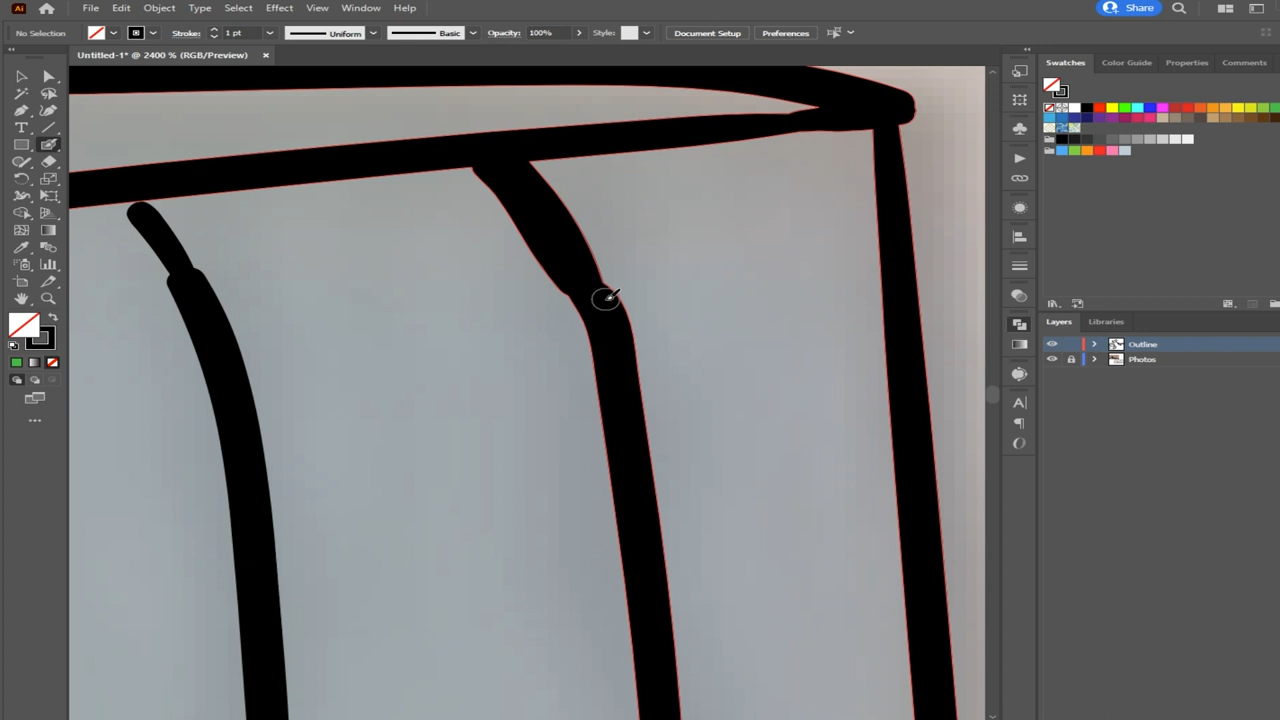 Ai File Edit Object Type Select Effect View Window Help Share
No Selection Stroke: 1 pt Uniform Basic Opacity: 100% Style: Document Setup Preferences
Untitled-1* @ 2400 % (RGB/Preview) ×
Swatches Color Guide Properties Comments
Layers Libraries
Outline
Photos